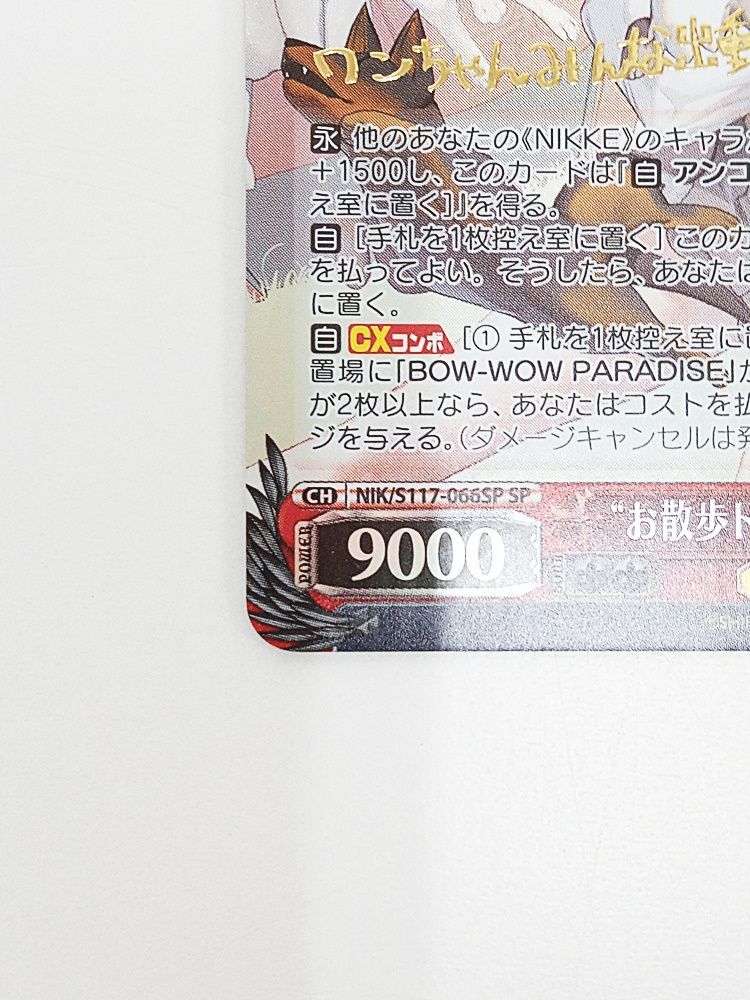 ワンちゃんみんな出動
永 他のあなたの《NIKKE》のキャラ
＋1500し、このカードは「自 アンコ
え室に置く］」を得る。
自 ［手札を1枚控え室に置く］ このカ
を払ってよい。そうしたら、あなたは
に置く。
自 CXコンボ ［① 手札を1枚控え室に
置場に「BOW-WOW PARADISE」が
が2枚以上なら、あなたはコストを払
ジを与える。（ダメージキャンセルは発
CH NIK/S117-066SP SP
POWER 9000 “お散歩ト
©SHI